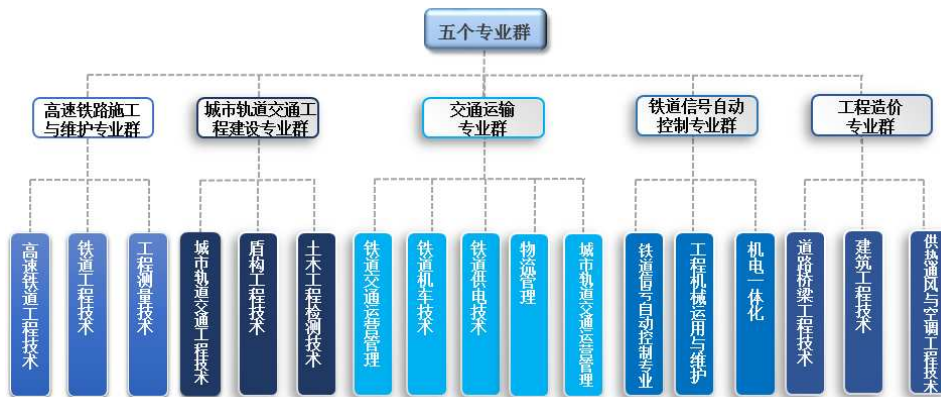 五个专业群
高速铁路施工
与维护专业群
城市轨道交通工
程建设专业群
交通运输
专业群
铁道信号自动
控制专业群
工程造价
专业群
高速铁道工程技术
铁道工程技术
工程测量技术
城市轨道交通工程技术
盾构工程技术
土木工程检测技术
铁道交通运营管理
铁道机车技术
铁道供电技术
物流管理
城市轨道交通运营管理
铁道信号自动控制专业
工程机械运用与维护
机电一体化
道路桥梁工程技术
建筑工程技术
供热通风与空调工程技术